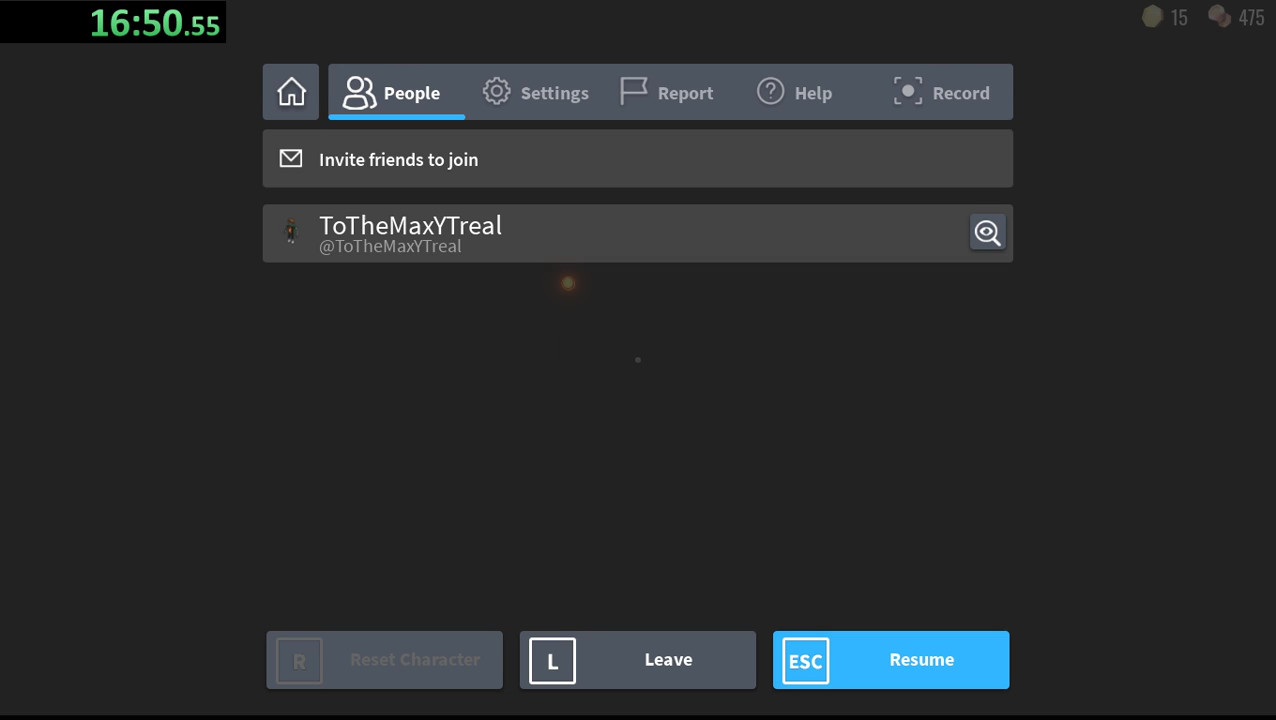 16:50.55
15 475
People Settings Report Help Record
Invite friends to join
ToTheMaxYTreal
@ToTheMaxYTreal
R Reset Character L Leave ESC Resume